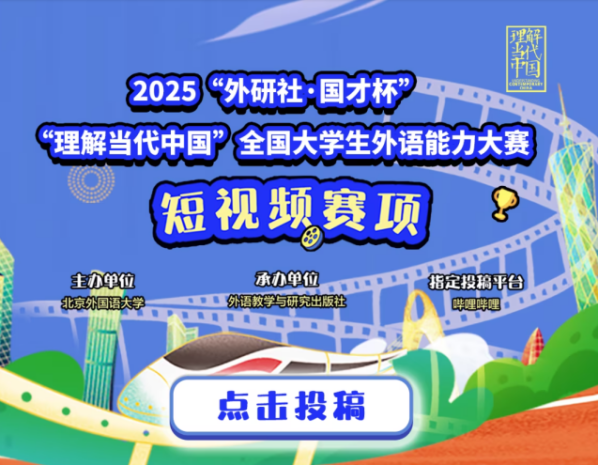 理解
当代
中国
2025“外研社·国才杯”
“理解当代中国”全国大学生外语能力大赛
短视频赛项
主办单位
北京外国语大学
承办单位
外语教学与研究出版社
指定投稿平台
哔哩哔哩
点击投稿